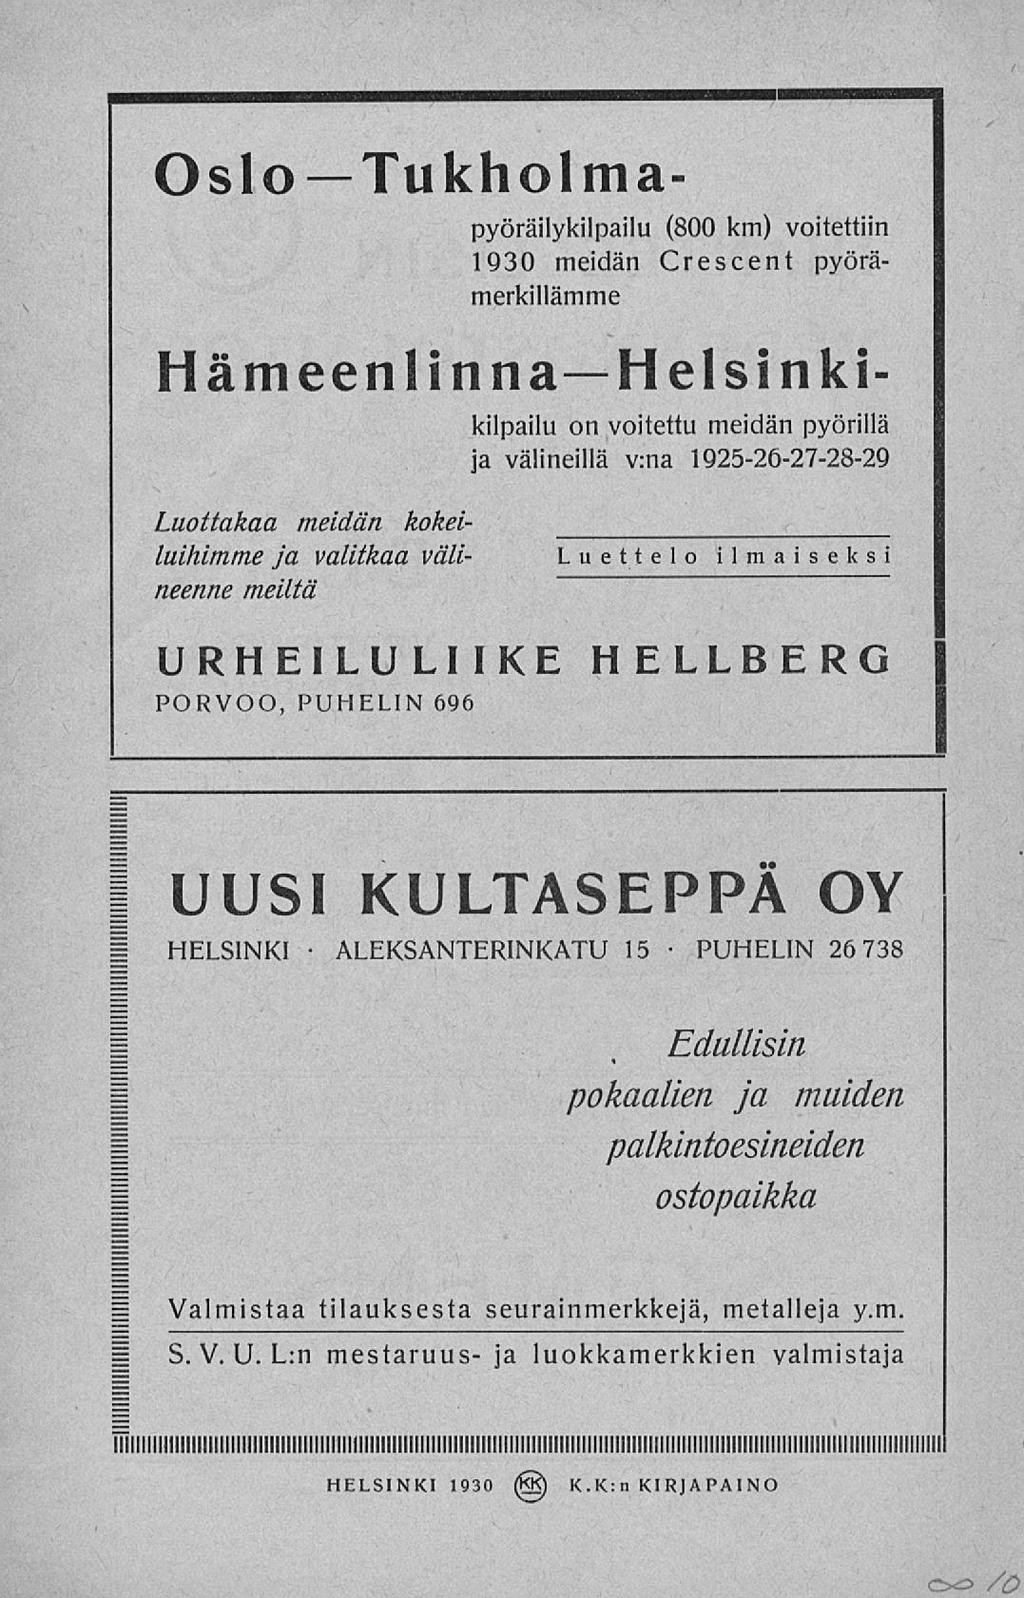 Oslo—Tukholma-
pyöräilykilpailu (800 km) voitettiin
1930 meidän Crescent pyörä-
merkillämme
Hämeenlinna—Helsinki-
kilpailu on voitettu meidän pyörillä
ja välineillä v:na 1925-26-27-28-29
Luottakaa meidän kokei-
luihimme ja valitkaa väli-
neenne meiltä
Luettelo ilmaiseksi
URHEILULIIKE HELLBERG
PORVOO, PUHELIN 696
UUSI KULTASEPPÄ OY
HELSINKI · ALEKSANTERINKATU 15 · PUHELIN 26 738
Edullisin
pokaalien ja muiden
palkintoesineiden
ostopaikka
Valmistaa tilauksesta seurainmerkkejä, metalleja y.m.
S. V. U. L:n mestaruus- ja luokkamerkkien valmistaja
HELSINKI 1930 KK K.K:n KIRJAPAINO
∞ 10